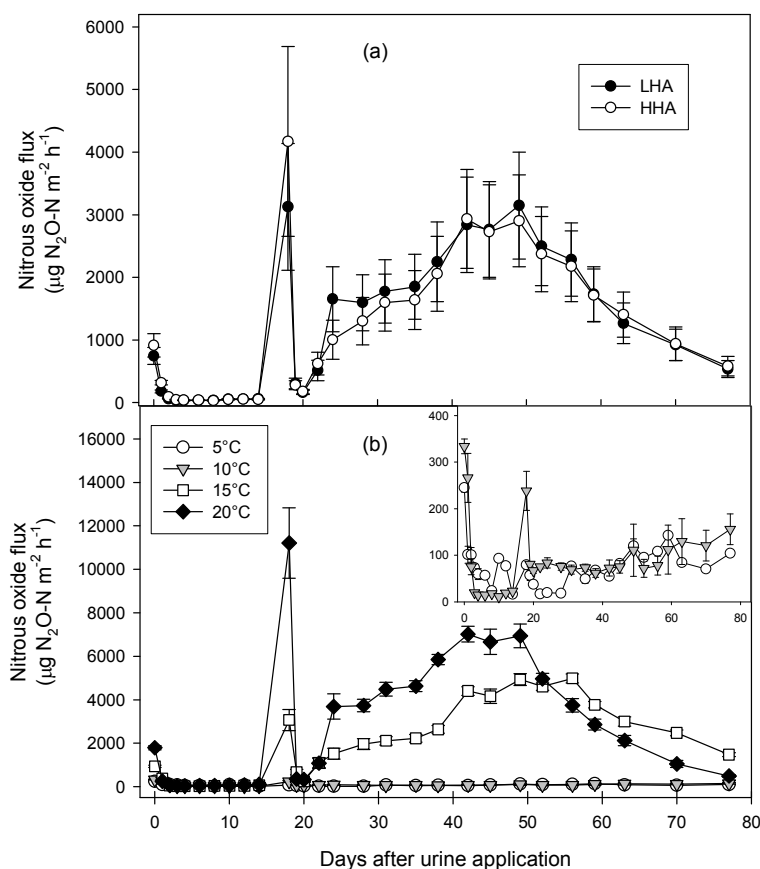 (a)
LHA
HHA
Nitrous oxide flux
(µg N₂O-N m⁻² h⁻¹)
6000
5000
4000
3000
2000
1000
0
(b)
5°C
10°C
15°C
20°C
Nitrous oxide flux
(µg N₂O-N m⁻² h⁻¹)
16000
14000
12000
10000
8000
6000
4000
2000
0
400
300
200
100
0
0 20 40 60 80
0 10 20 30 40 50 60 70 80
Days after urine application